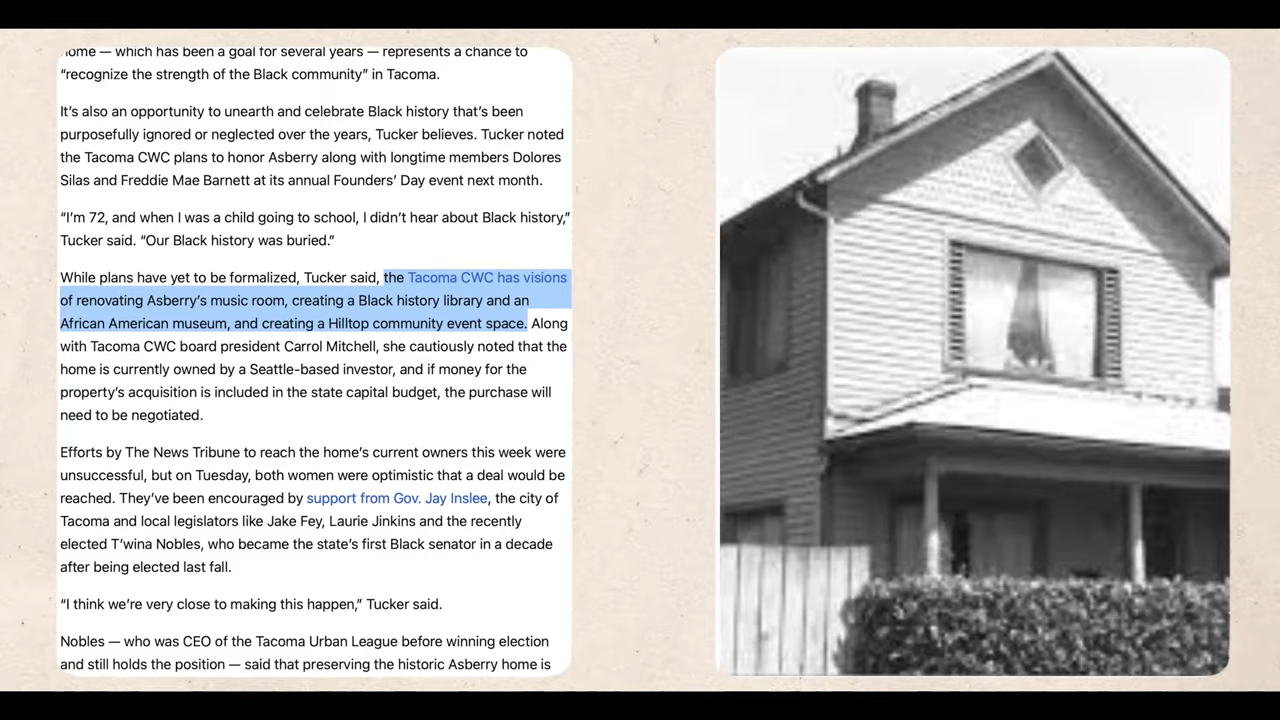 home — which has been a goal for several years — represents a chance to
“recognize the strength of the Black community” in Tacoma.
It’s also an opportunity to unearth and celebrate Black history that’s been
purposefully ignored or neglected over the years, Tucker believes. Tucker noted
the Tacoma CWC plans to honor Asberry along with longtime members Dolores
Silas and Freddie Mae Barnett at its annual Founders’ Day event next month.
“I’m 72, and when I was a child going to school, I didn’t hear about Black history,”
Tucker said. “Our Black history was buried.”
While plans have yet to be formalized, Tucker said, the Tacoma CWC has visions
of renovating Asberry’s music room, creating a Black history library and an
African American museum, and creating a Hilltop community event space. Along
with Tacoma CWC board president Carrol Mitchell, she cautiously noted that the
home is currently owned by a Seattle-based investor, and if money for the
property’s acquisition is included in the state capital budget, the purchase will
need to be negotiated.
Efforts by The News Tribune to reach the home’s current owners this week were
unsuccessful, but on Tuesday, both women were optimistic that a deal would be
reached. They’ve been encouraged by support from Gov. Jay Inslee, the city of
Tacoma and local legislators like Jake Fey, Laurie Jinkins and the recently
elected T’wina Nobles, who became the state’s first Black senator in a decade
after being elected last fall.
“I think we’re very close to making this happen,” Tucker said.
Nobles — who was CEO of the Tacoma Urban League before winning election
and still holds the position — said that preserving the historic Asberry home is